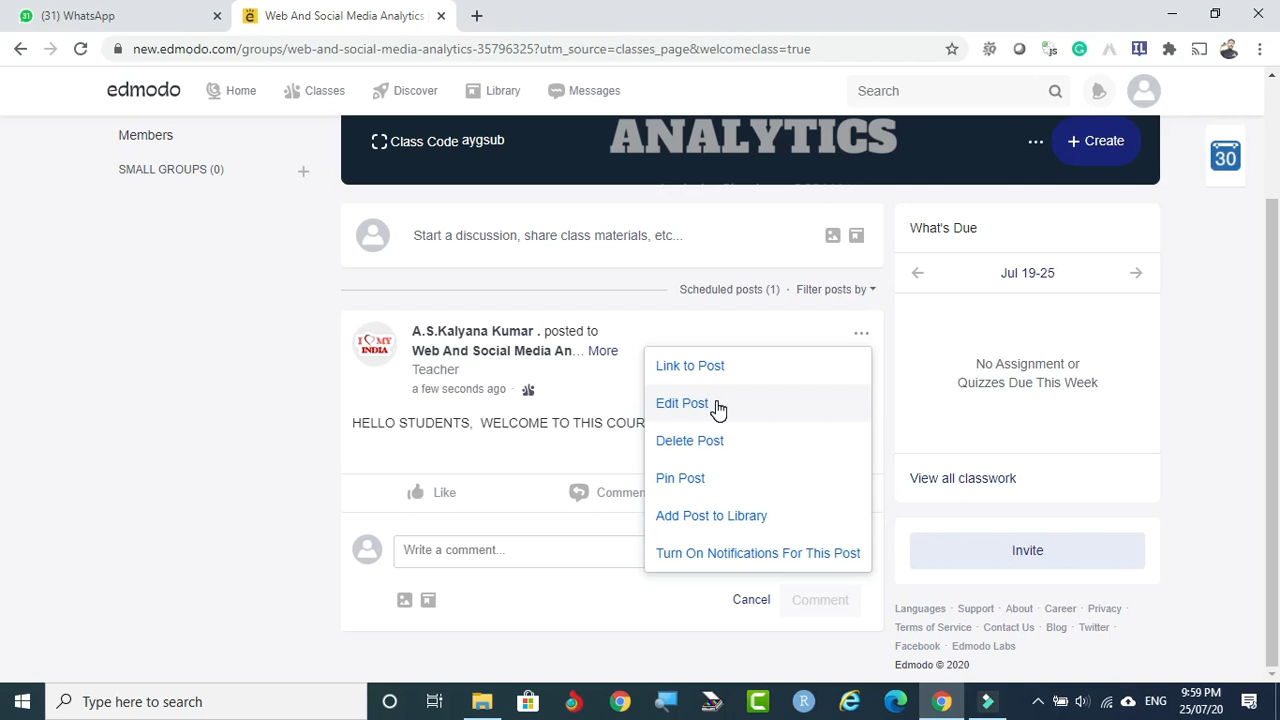 (31) WhatsApp
Web And Social Media Analytics
new.edmodo.com/groups/web-and-social-media-analytics-35796325?utm_source=classes_page&welcomeclass=true
edmodo
Home
Classes
Discover
Library
Messages
Search
Members
SMALL GROUPS (0)
Class Code aygsub
ANALYTICS
Create
30
Start a discussion, share class materials, etc...
Scheduled posts (1) · Filter posts by
A.S.Kalyana Kumar . posted to
Web And Social Media An... More
Teacher
a few seconds ago ·
I MY
INDIA
HELLO STUDENTS, WELCOME TO THIS COUR
Like
Commen
Write a comment...
Cancel
Comment
Link to Post
Edit Post
Delete Post
Pin Post
Add Post to Library
Turn On Notifications For This Post
What's Due
Jul 19-25
No Assignment or
Quizzes Due This Week
View all classwork
Invite
Languages · Support · About · Career · Privacy ·
Terms of Service · Contact Us · Blog · Twitter ·
Facebook · Edmodo Labs
Edmodo © 2020
Type here to search
ENG
9:59 PM
25/07/20